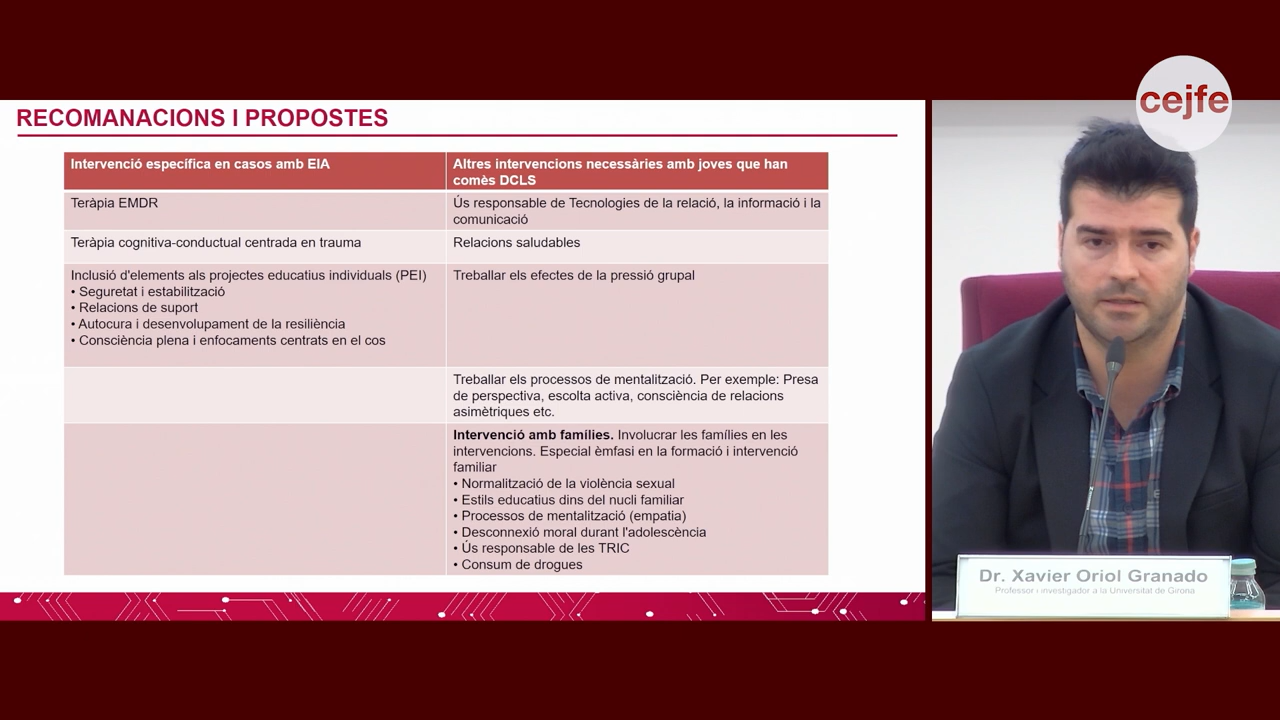 cejfe
RECOMANACIONS I PROPOSTES
Intervenció específica en casos amb EIA
Altres intervencions necessàries amb joves que han
comès DCLS
Teràpia EMDR
Ús responsable de Tecnologies de la relació, la informació i la
comunicació
Teràpia cognitiva-conductual centrada en trauma
Relacions saludables
Inclusió d'elements als projectes educatius individuals (PEI)
• Seguretat i estabilització
• Relacions de suport
• Autocura i desenvolupament de la resiliència
• Consciència plena i enfocaments centrats en el cos
Treballar els efectes de la pressió grupal
Treballar els processos de mentalització. Per exemple: Presa
de perspectiva, escolta activa, consciència de relacions
asimètriques etc.
Intervenció amb famílies. Involucrar les famílies en les
intervencions. Especial èmfasi en la formació i intervenció
familiar
• Normalització de la violència sexual
• Estils educatius dins del nucli familiar
• Processos de mentalització (empatia)
• Desconnexió moral durant l'adolescència
• Ús responsable de les TRIC
• Consum de drogues
Dr. Xavier Oriol Granado
Professor i investigador a la Universitat de Girona